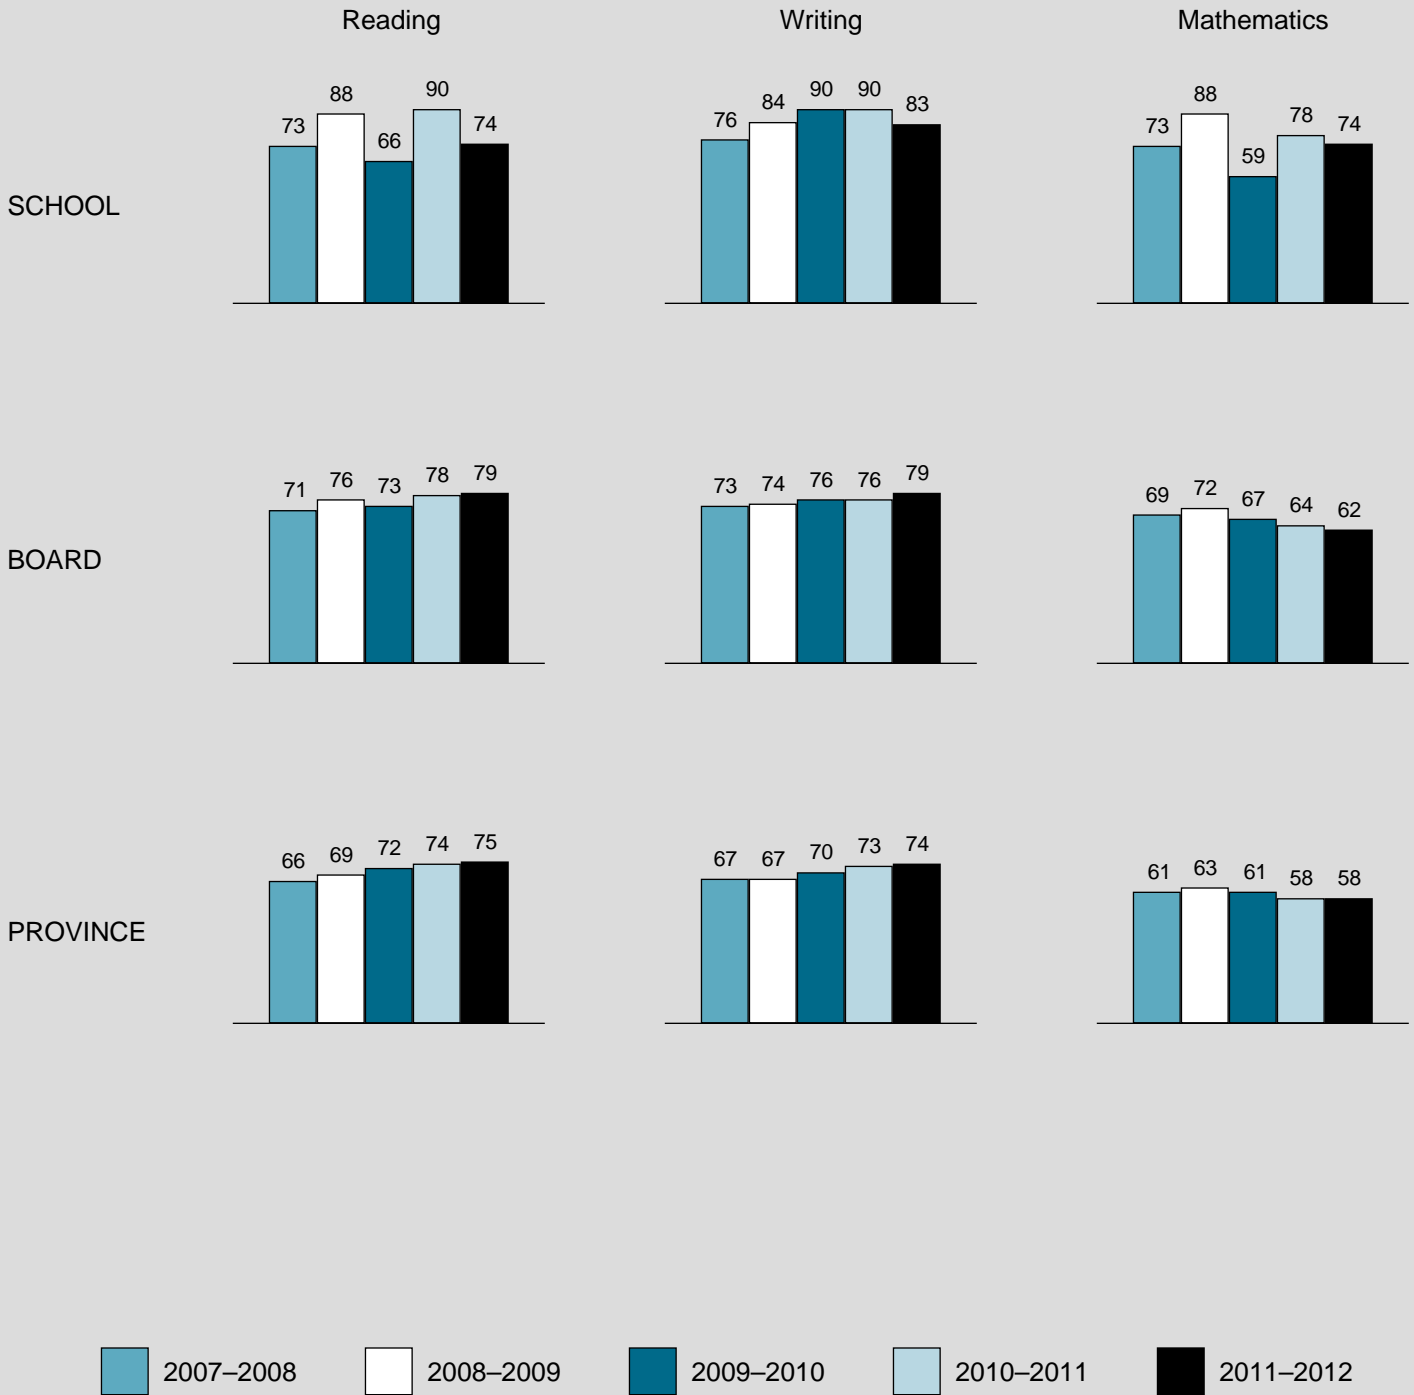 Reading Writing Mathematics
73 88 66 90 74 76 84 90 90 83 73 88 59 78 74
SCHOOL
71 76 73 78 79 73 74 76 76 79 69 72 67 64 62
BOARD
66 69 72 74 75 67 67 70 73 74 61 63 61 58 58
PROVINCE
2007–2008 2008–2009 2009–2010 2010–2011 2011–2012